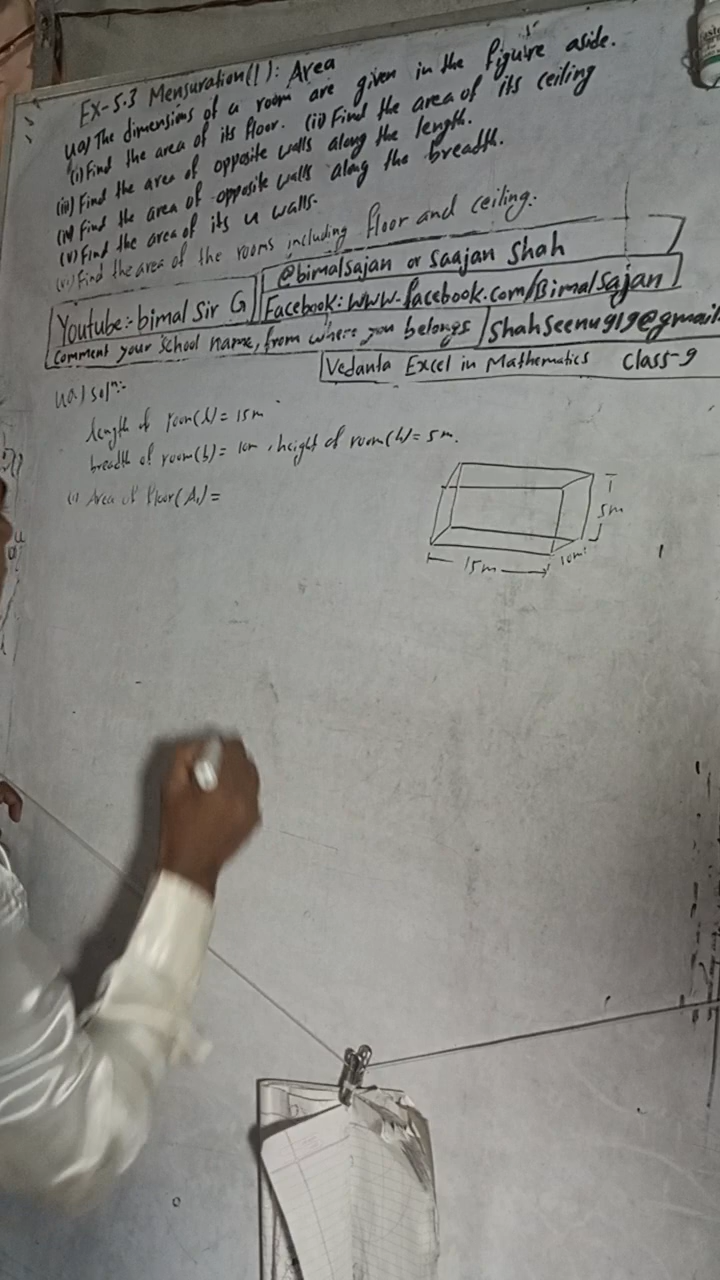 Ex-5.3 Mensuration(I): Area
4a) The dimensions of a room are given in the figure aside.
(i) Find the area of its floor. (ii) Find the area of its ceiling
(iii) Find the area of opposite walls along the length.
(iv) Find the area of opposite walls along the breadth.
(v) Find the area of its 4 walls.
(vi) Find the area of the rooms including floor and ceiling.
@bimalsajan or Saajan Shah
Youtube:- bimal Sir G
Facebook: www.facebook.com/BimalSajan
Comment your school name, from where you belongs
Shahseenu919@gmail.
Vedanta Excel in Mathematics Class-9
4a) solⁿ:-
length of room(l) = 15m
breadth of room(b) = 10m, height of room(h) = 5m.
(i) Area of floor(A₁) =
5m
10m
15m